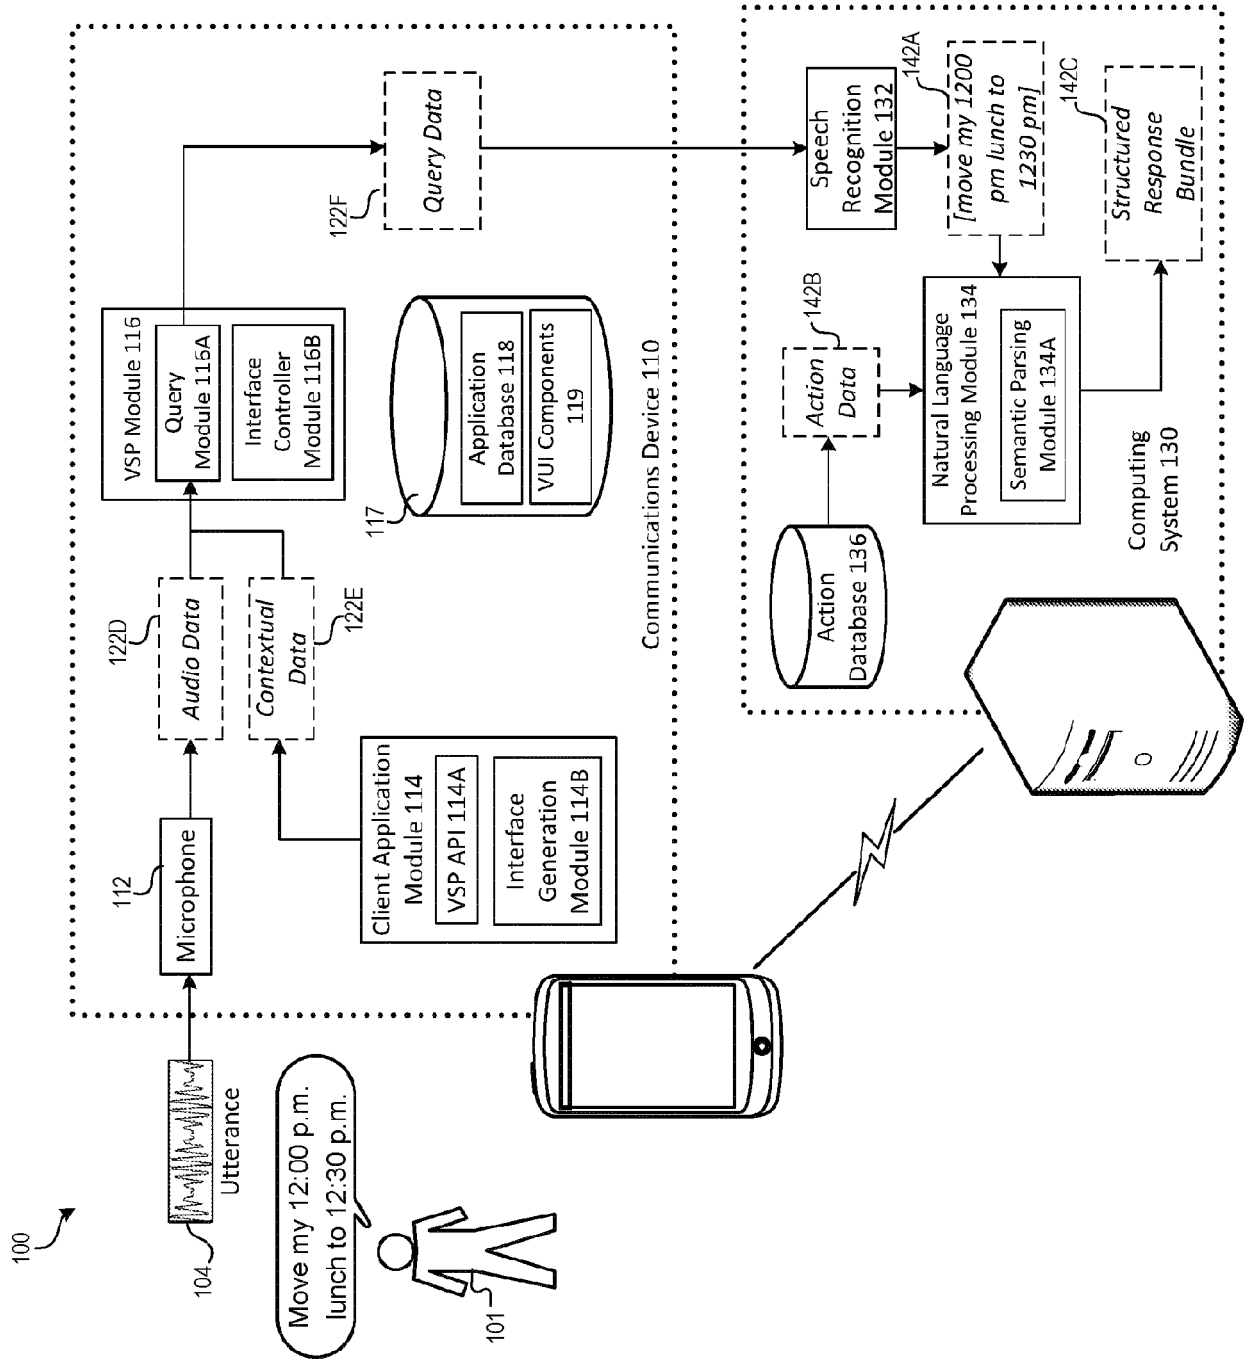 100
104
Utterance
Move my 12:00 p.m.
lunch to 12:30 p.m.
101
112
Microphone
122D
Audio Data
Contextual
Data
122E
Client Application
Module 114
VSP API 114A
Interface
Generation
Module 114B
VSP Module 116
Query
Module 116A
Interface
Controller
Module 116B
117
Application
Database 118
VUI Components
119
122F
Query Data
Communications Device 110
Action
Database 136
142B
Action
Data
Speech
Recognition
Module 132
142A
[move my 1200
pm lunch to
1230 pm]
Natural Language
Processing Module 134
Semantic Parsing
Module 134A
142C
Structured
Response
Bundle
Computing
System 130